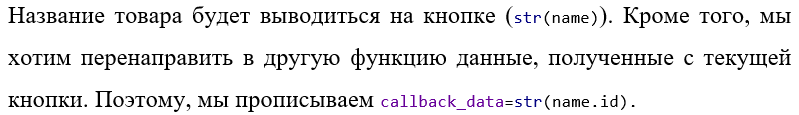 Название товара будет выводиться на кнопке (str(name)). Кроме того, мы
хотим перенаправить в другую функцию данные, полученные с текущей
кнопки. Поэтому, мы прописываем callback_data=str(name.id).